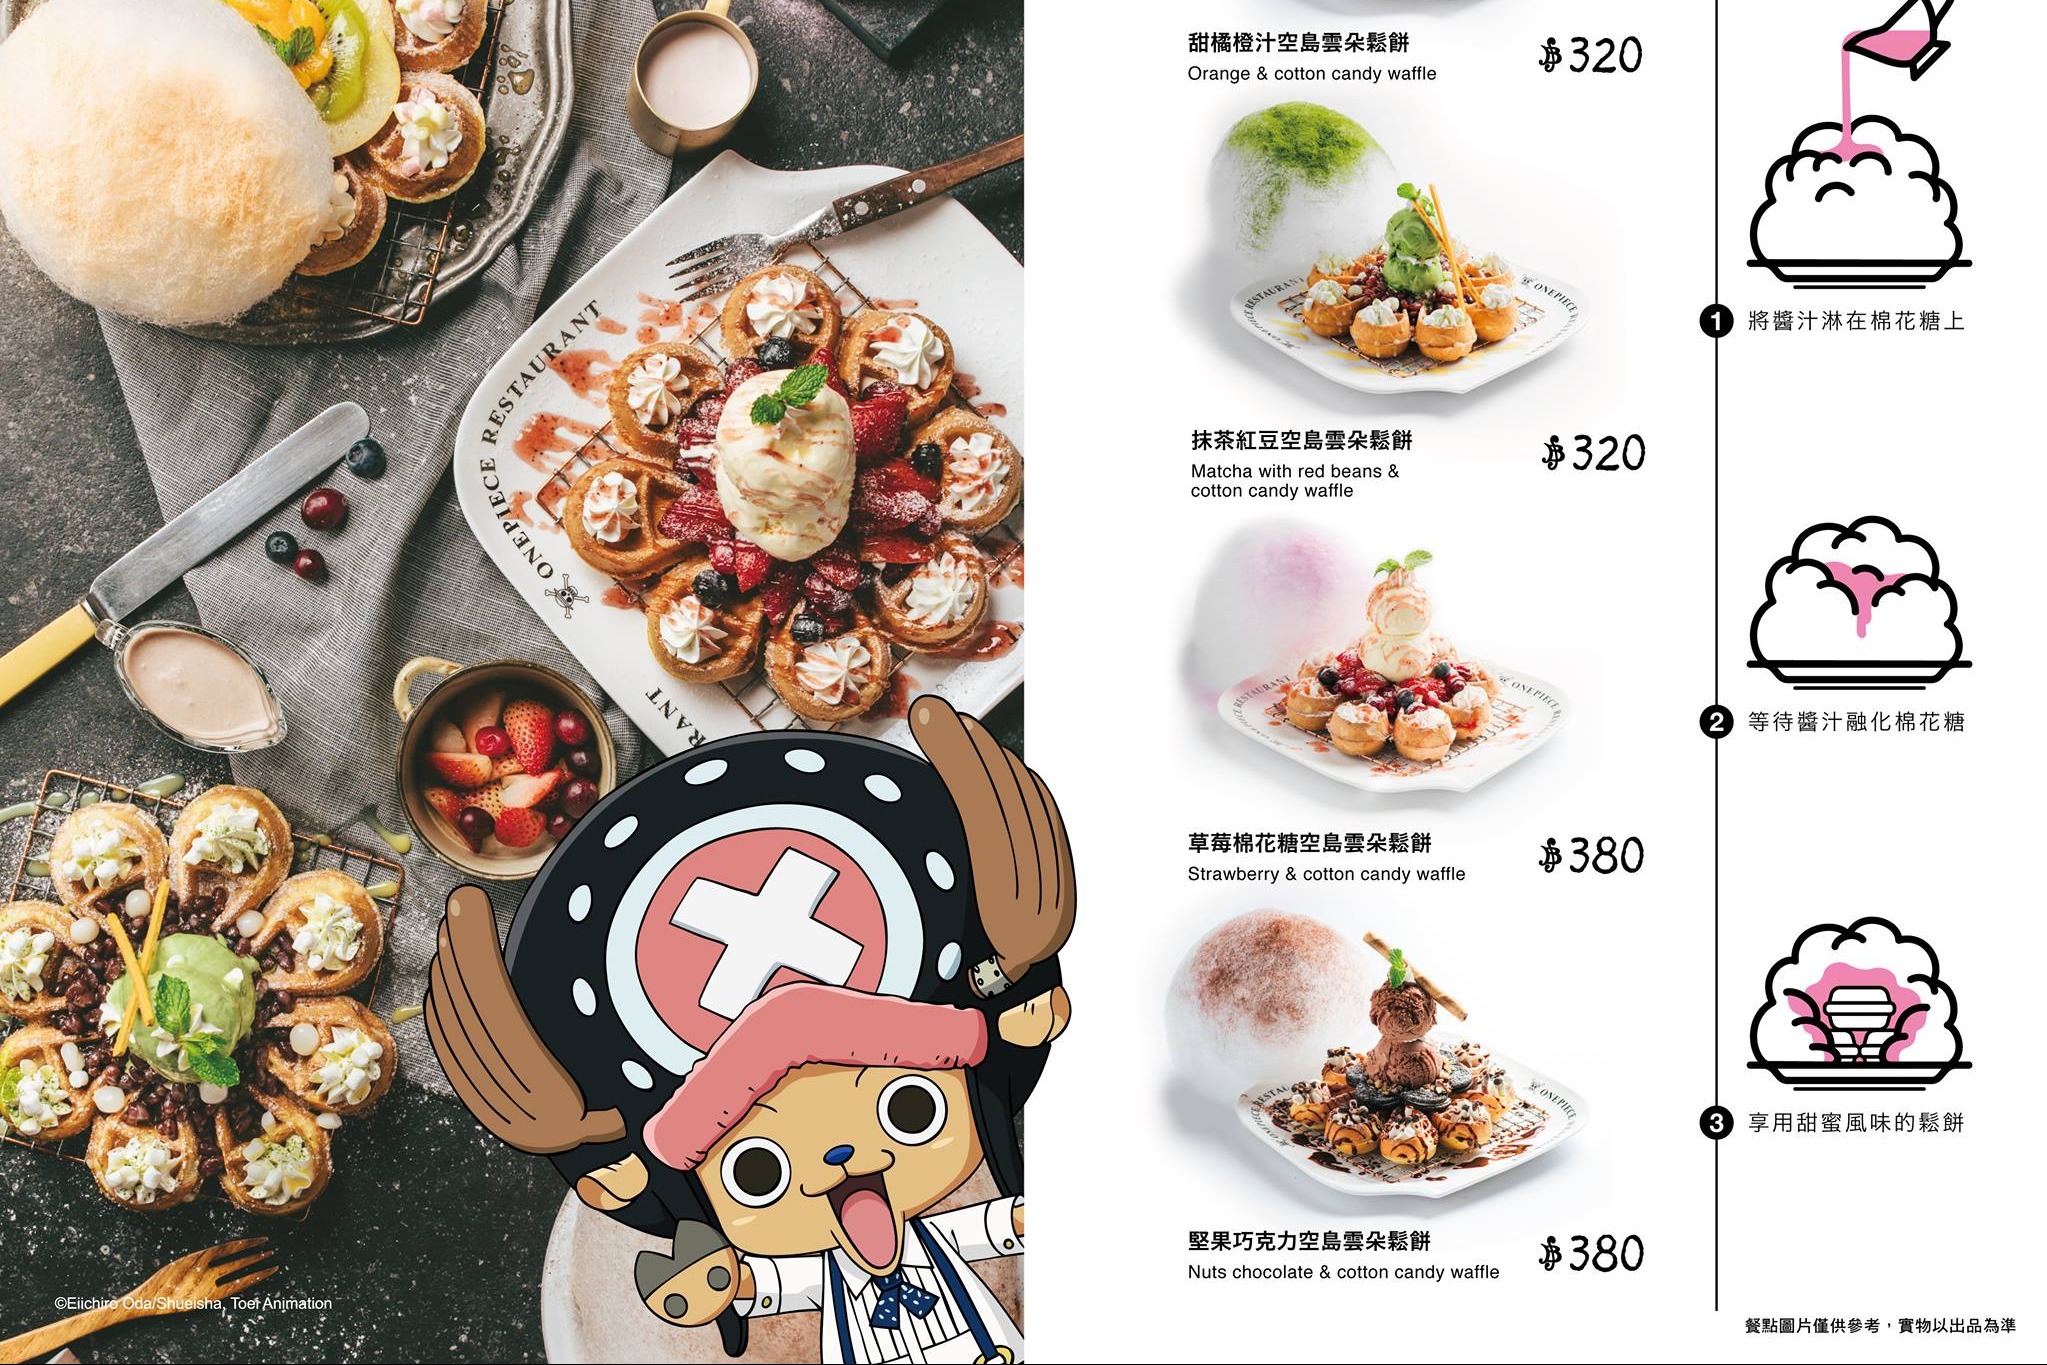 ONEPIECE RESTAURANT
RANT
©Eiichiro Oda/Shueisha, Toei Animation
甜橘橙汁空島雲朵鬆餅
320
Orange & cotton candy waffle
RESTAURANT
ONEPIECE
抹茶紅豆空島雲朵鬆餅
320
Matcha with red beans &
cotton candy waffle
RESTAURANT
ONEPIECE
草莓棉花糖空島雲朵鬆餅
380
Strawberry & cotton candy waffle
ONEPIECE
堅果巧克力空島雲朵鬆餅
380
Nuts chocolate & cotton candy waffle
1 將醬汁淋在棉花糖上
2 等待醬汁融化棉花糖
3 享用甜蜜風味的鬆餅
餐點圖片僅供參考，實物以出品為準